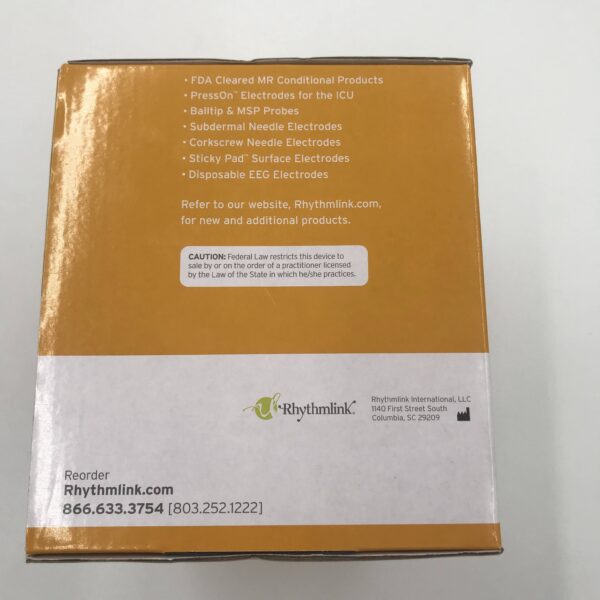 • FDA Cleared MR Conditional Products
• PressOn™ Electrodes for the ICU
• Balltip & MSP Probes
• Subdermal Needle Electrodes
• Corkscrew Needle Electrodes
• Sticky Pad™ Surface Electrodes
• Disposable EEG Electrodes
Refer to our website, Rhythmlink.com,
for new and additional products.
CAUTION: Federal Law restricts this device to
sale by or on the order of a practitioner licensed
by the Law of the State in which he/she practices.
Rhythmlink
Rhythmlink International, LLC
1140 First Street South
Columbia, SC 29209
Reorder
Rhythmlink.com
866.633.3754 [803.252.1222]